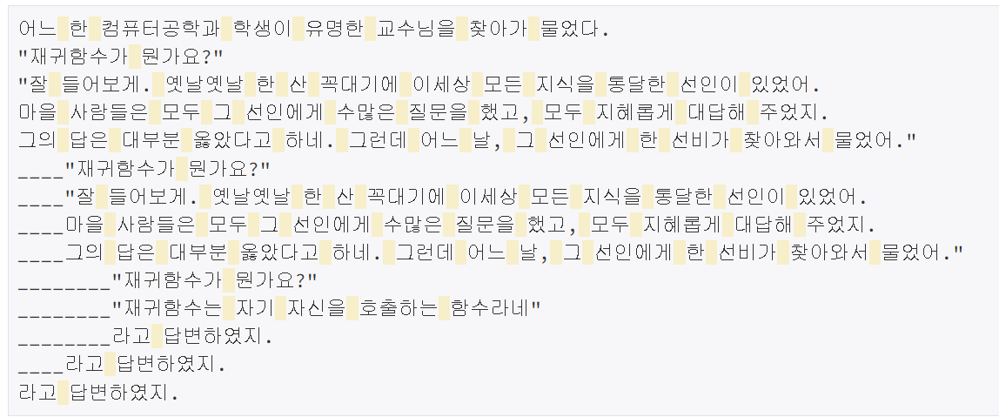 어느 한 컴퓨터공학과 학생이 유명한 교수님을 찾아가 물었다.
"재귀함수가 뭔가요?"
"잘 들어보게. 옛날옛날 한 산 꼭대기에 이세상 모든 지식을 통달한 선인이 있었어.
마을 사람들은 모두 그 선인에게 수많은 질문을 했고, 모두 지혜롭게 대답해 주었지.
그의 답은 대부분 옳았다고 하네. 그런데 어느 날, 그 선인에게 한 선비가 찾아와서 물었어."
____"재귀함수가 뭔가요?"
____"잘 들어보게. 옛날옛날 한 산 꼭대기에 이세상 모든 지식을 통달한 선인이 있었어.
____마을 사람들은 모두 그 선인에게 수많은 질문을 했고, 모두 지혜롭게 대답해 주었지.
____그의 답은 대부분 옳았다고 하네. 그런데 어느 날, 그 선인에게 한 선비가 찾아와서 물었어."
________"재귀함수가 뭔가요?"
________"재귀함수는 자기 자신을 호출하는 함수라네"
________라고 답변하였지.
____라고 답변하였지.
라고 답변하였지.